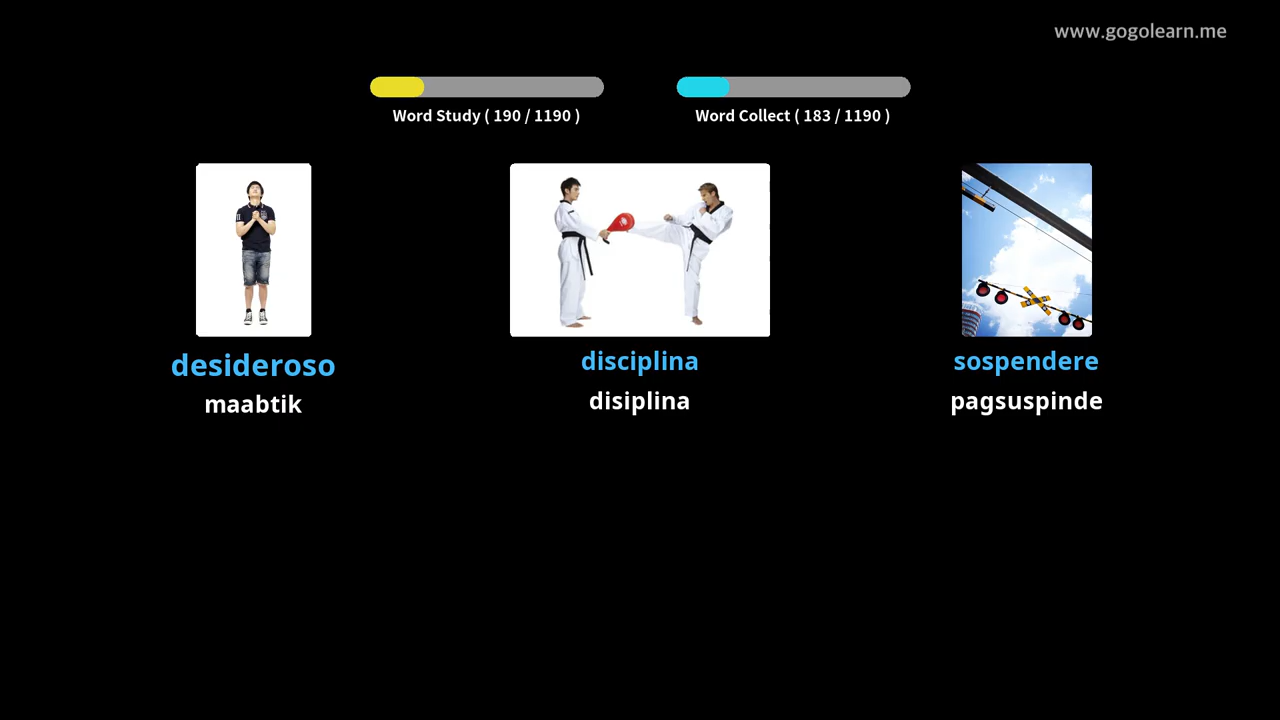 www.gogolearn.me
Word Study ( 190 / 1190 )
Word Collect ( 183 / 1190 )
desideroso
maabtik
disciplina
disiplina
sospendere
pagsuspinde